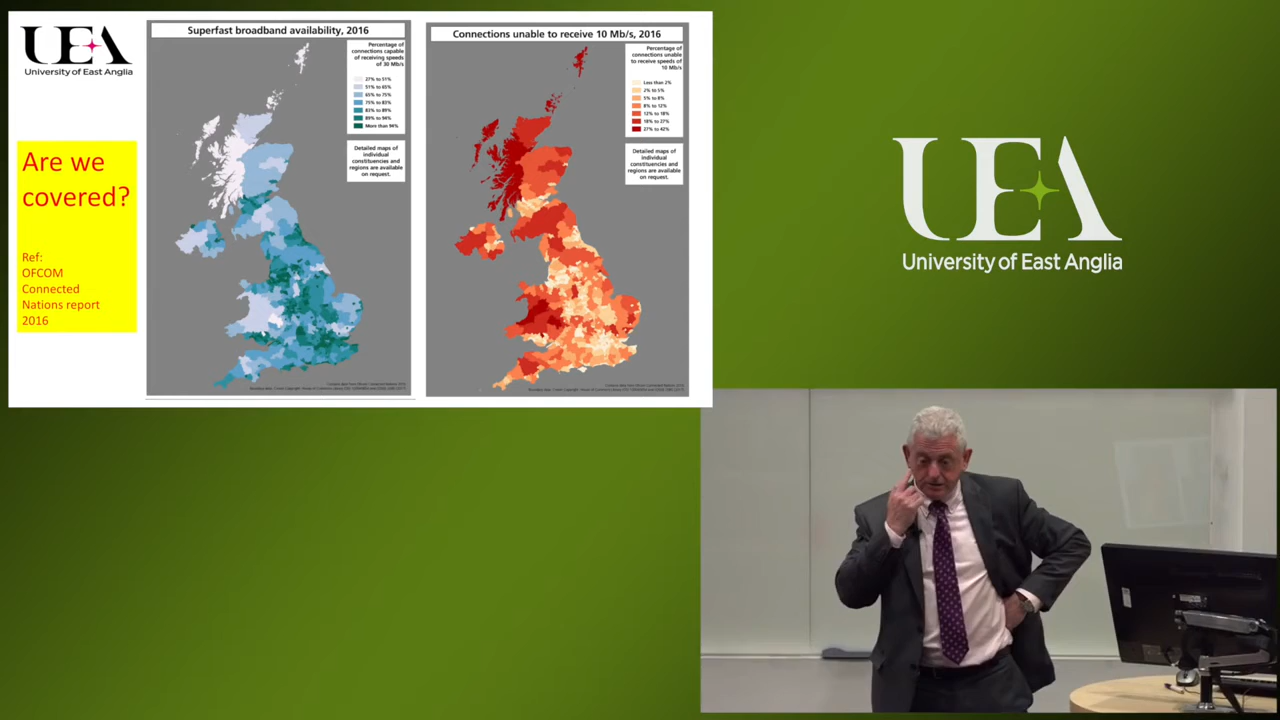 UEA
University of East Anglia
Are we
covered?
Ref:
OFCOM
Connected
Nations report
2016
Superfast broadband availability, 2016
Percentage of
connections capable
of receiving speeds
of 30 Mb/s
27% to 51%
51% to 65%
65% to 75%
75% to 83%
83% to 89%
89% to 94%
More than 94%
Detailed maps of
individual
constituencies and
regions are available
on request.
Connections unable to receive 10 Mb/s, 2016
Percentage of
connections unable
to receive speeds of
10 Mb/s
Less than 2%
2% to 5%
5% to 8%
8% to 12%
12% to 18%
18% to 27%
27% to 42%
Detailed maps of
individual
constituencies and
regions are available
on request.
UEA
University of East Anglia